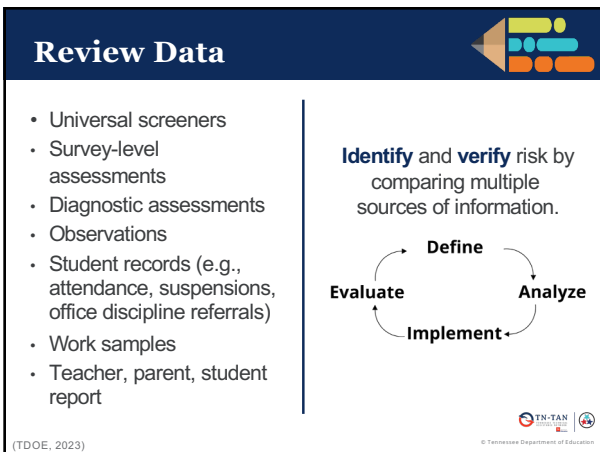 Review Data
• Universal screeners
• Survey-level
assessments
• Diagnostic assessments
• Observations
• Student records (e.g.,
attendance, suspensions,
office discipline referrals)
• Work samples
• Teacher, parent, student
report
Identify and verify risk by
comparing multiple
sources of information.
Define
Evaluate
Analyze
Implement
TN-TAN
(TDOE, 2023)
© Tennessee Department of Education